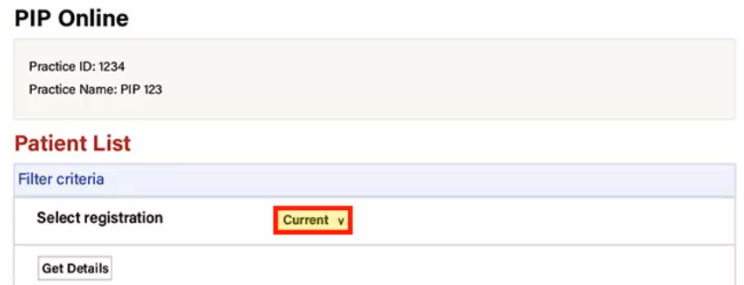 PIP Online
Practice ID: 1234
Practice Name: PIP 123
Patient List
Filter criteria
Select registration Current v
Get Details